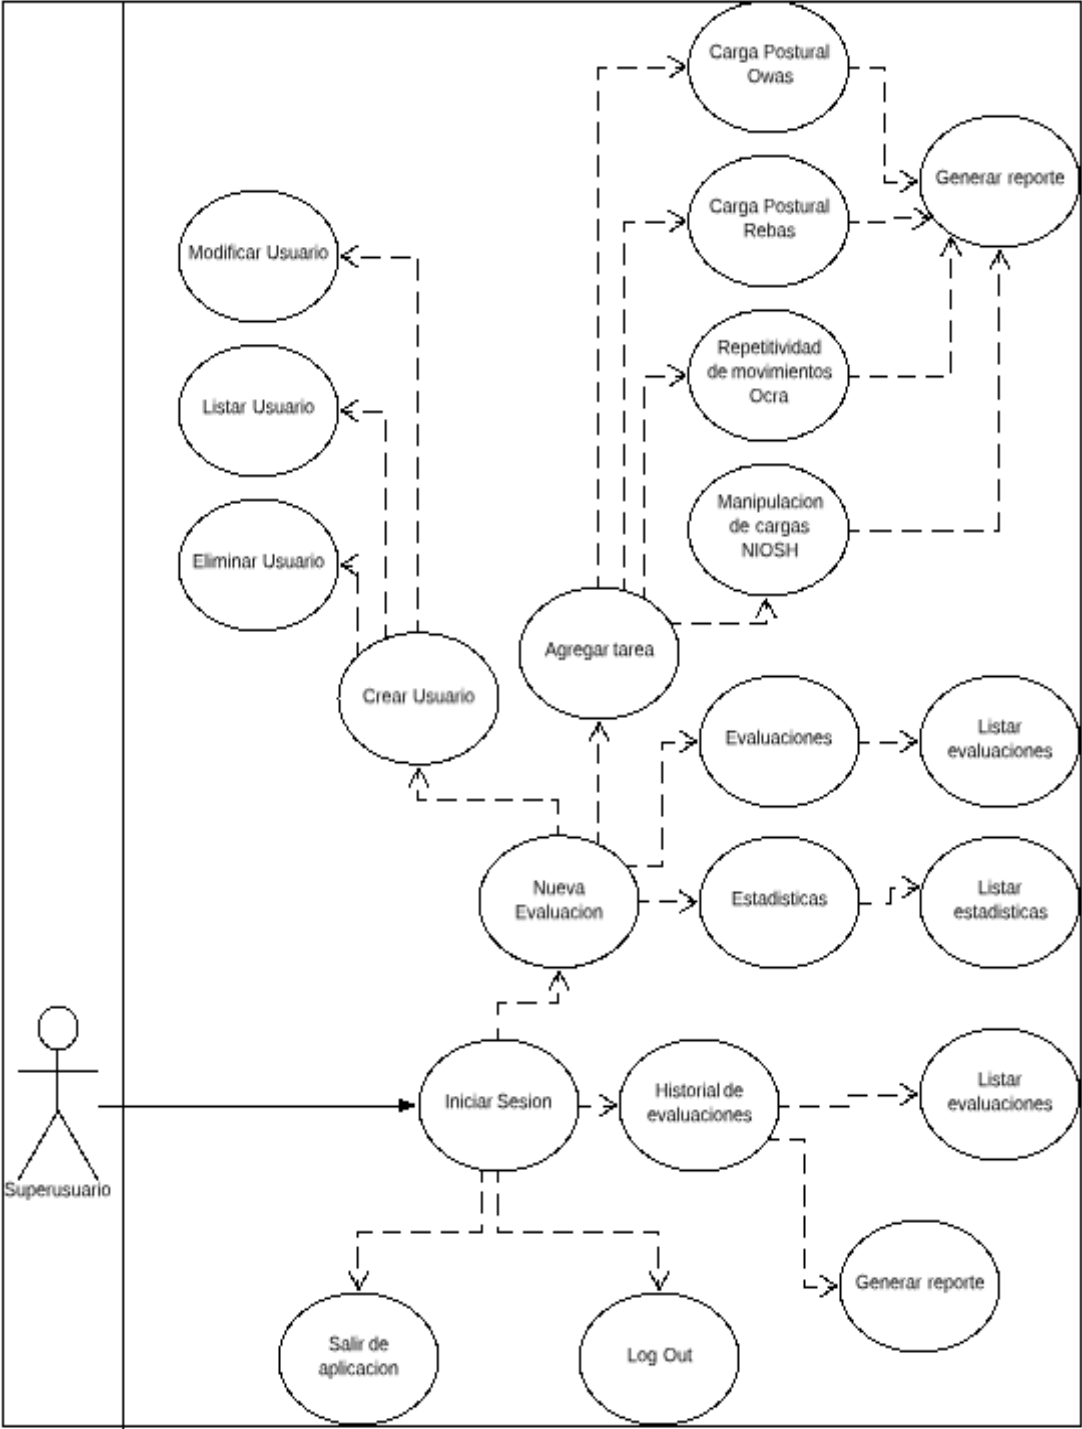 Carga Postural
Owas
Generar reporte
Carga Postural
Rebas
Modificar Usuario
Repetitividad
de movimientos
Ocra
Listar Usuario
Manipulacion
de cargas
NIOSH
Eliminar Usuario
Agregar tarea
Crear Usuario
Evaluaciones
Listar
evaluaciones
Nueva
Evaluacion
Estadisticas
Listar
estadisticas
Iniciar Sesion
Historial de
evaluaciones
Listar
evaluaciones
Superusuario
Generar reporte
Salir de
aplicacion
Log Out